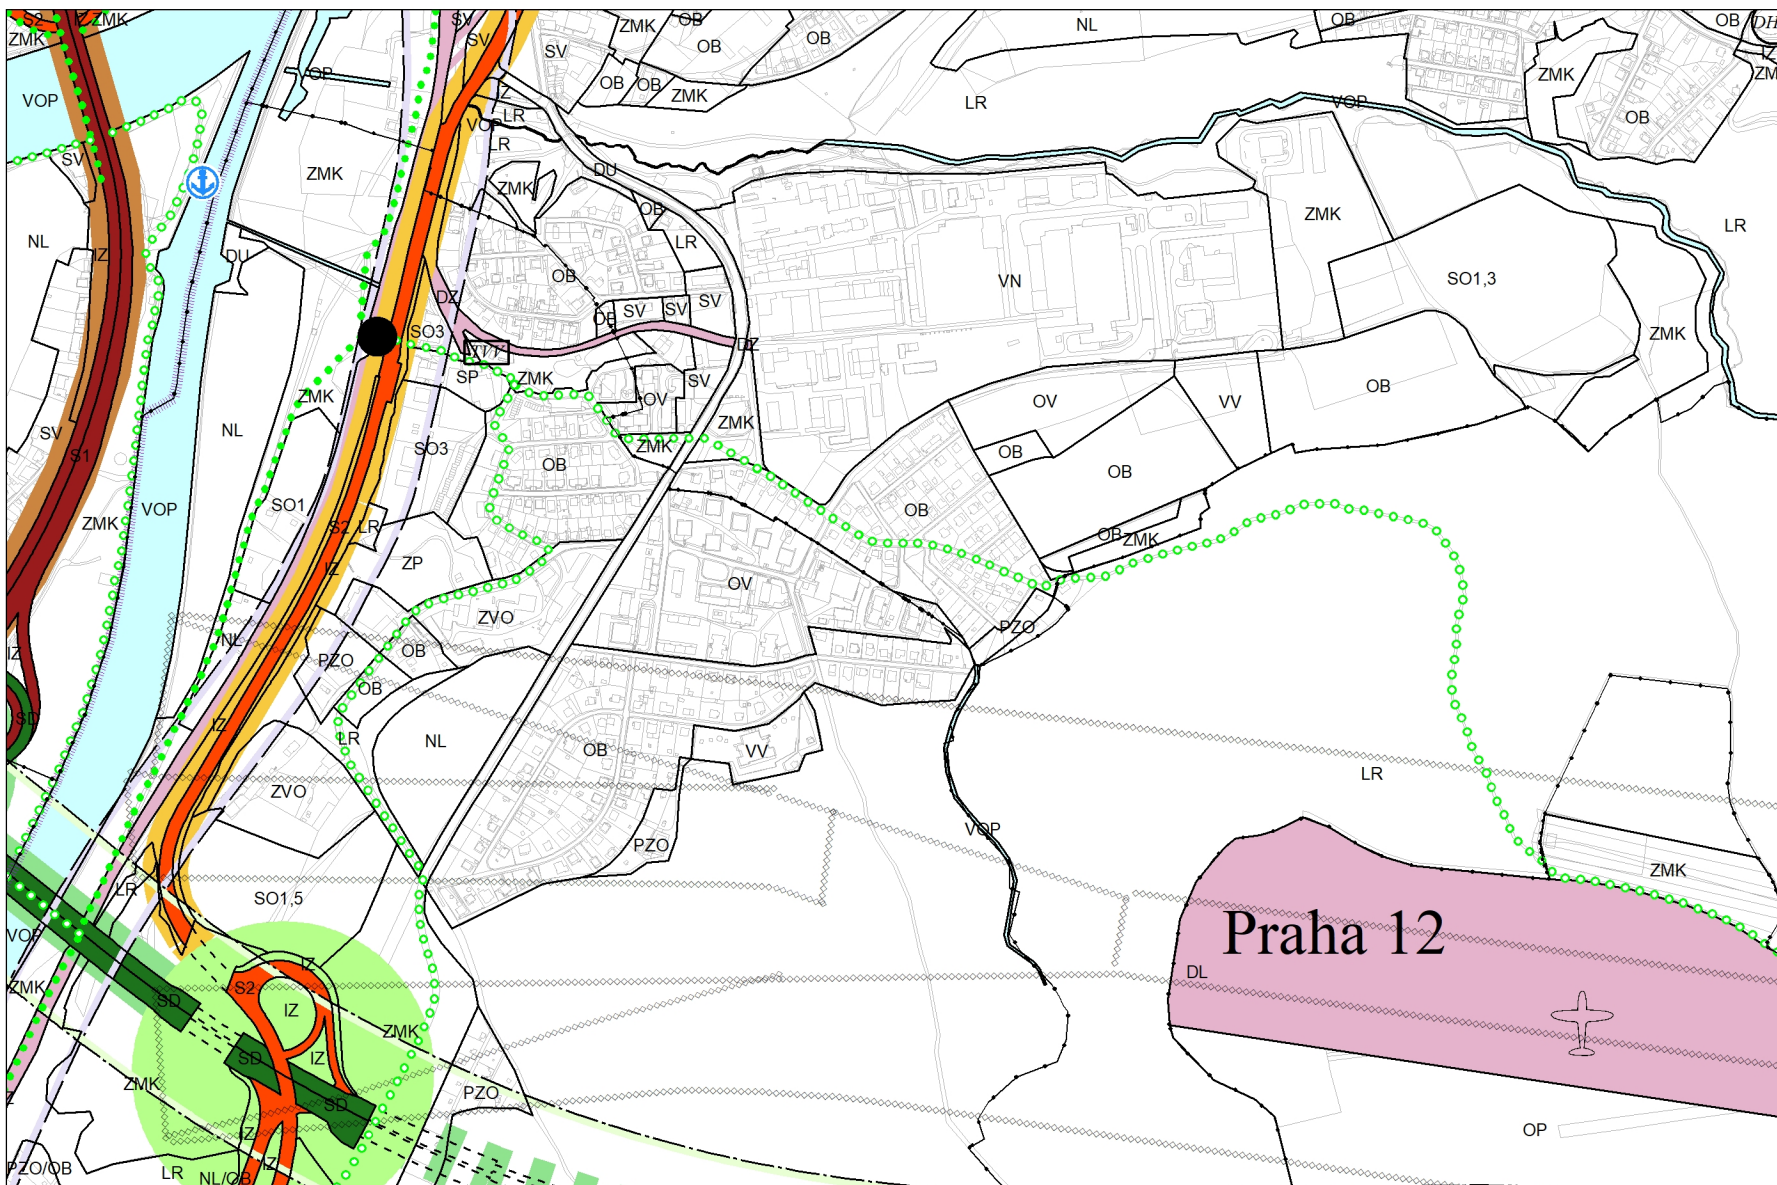 S2
IZ
ZMK
SV
ZMK
OB
OB
OB
NL
OB
OB
DH
ZMK
SV
SV
OB
OB
ZMK
ZMK
VOP
OP
IZ
LR
VOP
LR
LR
VOP
OB
SV
ZMK
ZMK
DU
OB
LR
ZMK
LR
NL
IZ
DU
OB
VN
SO1,3
DZ
SV
SV
SV
OB
SO3
DZ
ZMK
SP
ZMK
SV
OV
ZMK
OV
VV
OB
SV
S1
NL
SO3
OB
ZMK
ZMK
OB
OB
ZMK
VOP
SO1
S2
LR
ZP
OB
OB
ZMK
IZ
OV
ZVO
NL
PZO
OB
PZO
IZ
OB
SD
IZ
LR
NL
OB
VV
LR
ZVO
PZO
VOP
ZMK
LR
SO1,5
Praha 12
VOP
IZ
DL
ZMK
SD
S2
IZ
ZMK
SD
IZ
ZMK
SD
PZO
IZ
OP
PZO/OB
LR
NL/OB
IZ